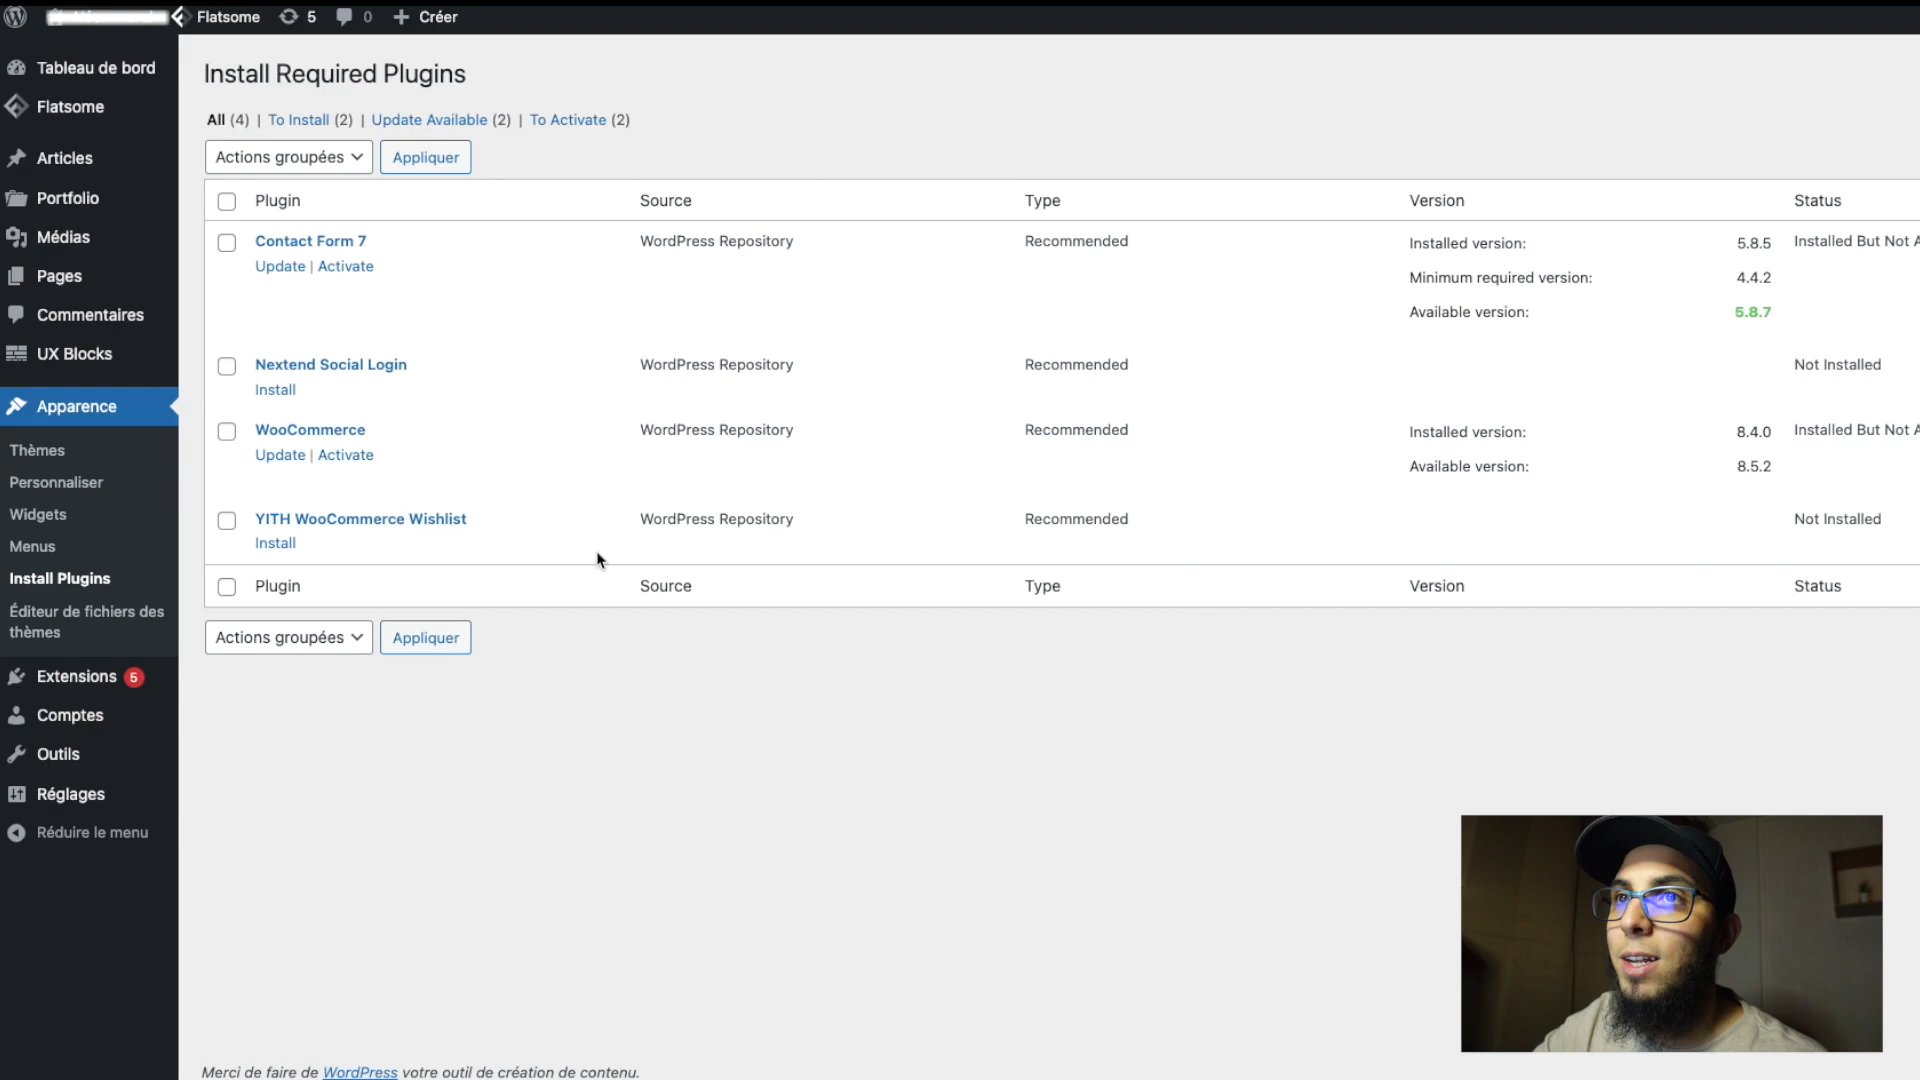 Flatsome 5 0 + Créer
Tableau de bord
Flatsome
Articles
Portfolio
Médias
Pages
Commentaires
UX Blocks
Apparence
Thèmes
Personnaliser
Widgets
Menus
Install Plugins
Éditeur de fichiers des
thèmes
Extensions 5
Comptes
Outils
Réglages
Réduire le menu
Install Required Plugins
All (4) | To Install (2) | Update Available (2) | To Activate (2)
Actions groupées Appliquer
Plugin Source Type Version Status
Contact Form 7 WordPress Repository Recommended Installed version: 5.8.5 Installed But Not A
Update | Activate
Minimum required version: 4.4.2
Available version: 5.8.7
Nextend Social Login WordPress Repository Recommended Not Installed
Install
WooCommerce WordPress Repository Recommended Installed version: 8.4.0 Installed But Not A
Update | Activate
Available version: 8.5.2
YITH WooCommerce Wishlist WordPress Repository Recommended Not Installed
Install
Plugin Source Type Version Status
Actions groupées Appliquer
Merci de faire de WordPress votre outil de création de contenu.